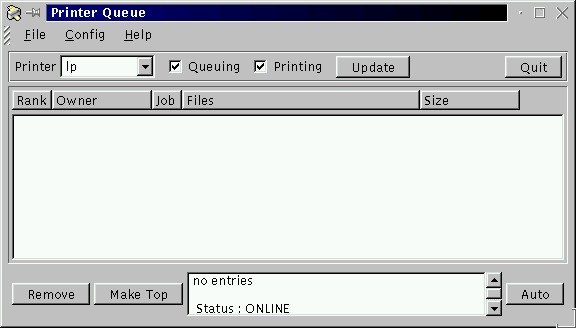 Printer Queue
File Config Help
Printer lp Queuing Printing Update Quit
Rank Owner Job Files Size
no entries
Remove Make Top Auto
Status : ONLINE